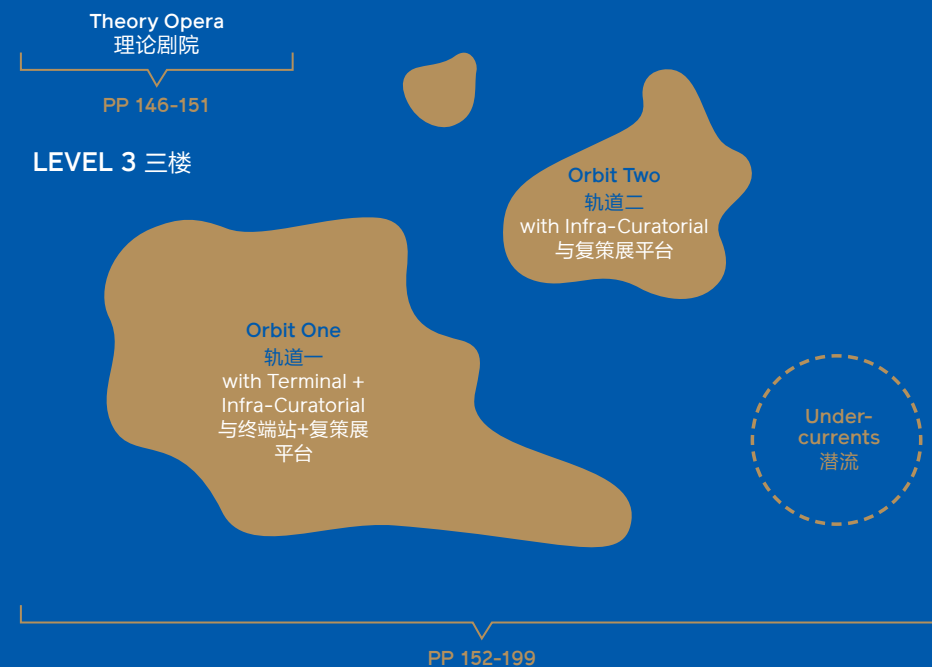 Theory Opera
理论剧院
PP 146-151
LEVEL 3 三楼
Orbit Two
轨道二
with Infra-Curatorial
与复策展平台
Orbit One
轨道一
with Terminal +
Infra-Curatorial
与终端站+复策展
平台
Under-
currents
潜流
PP 152-199